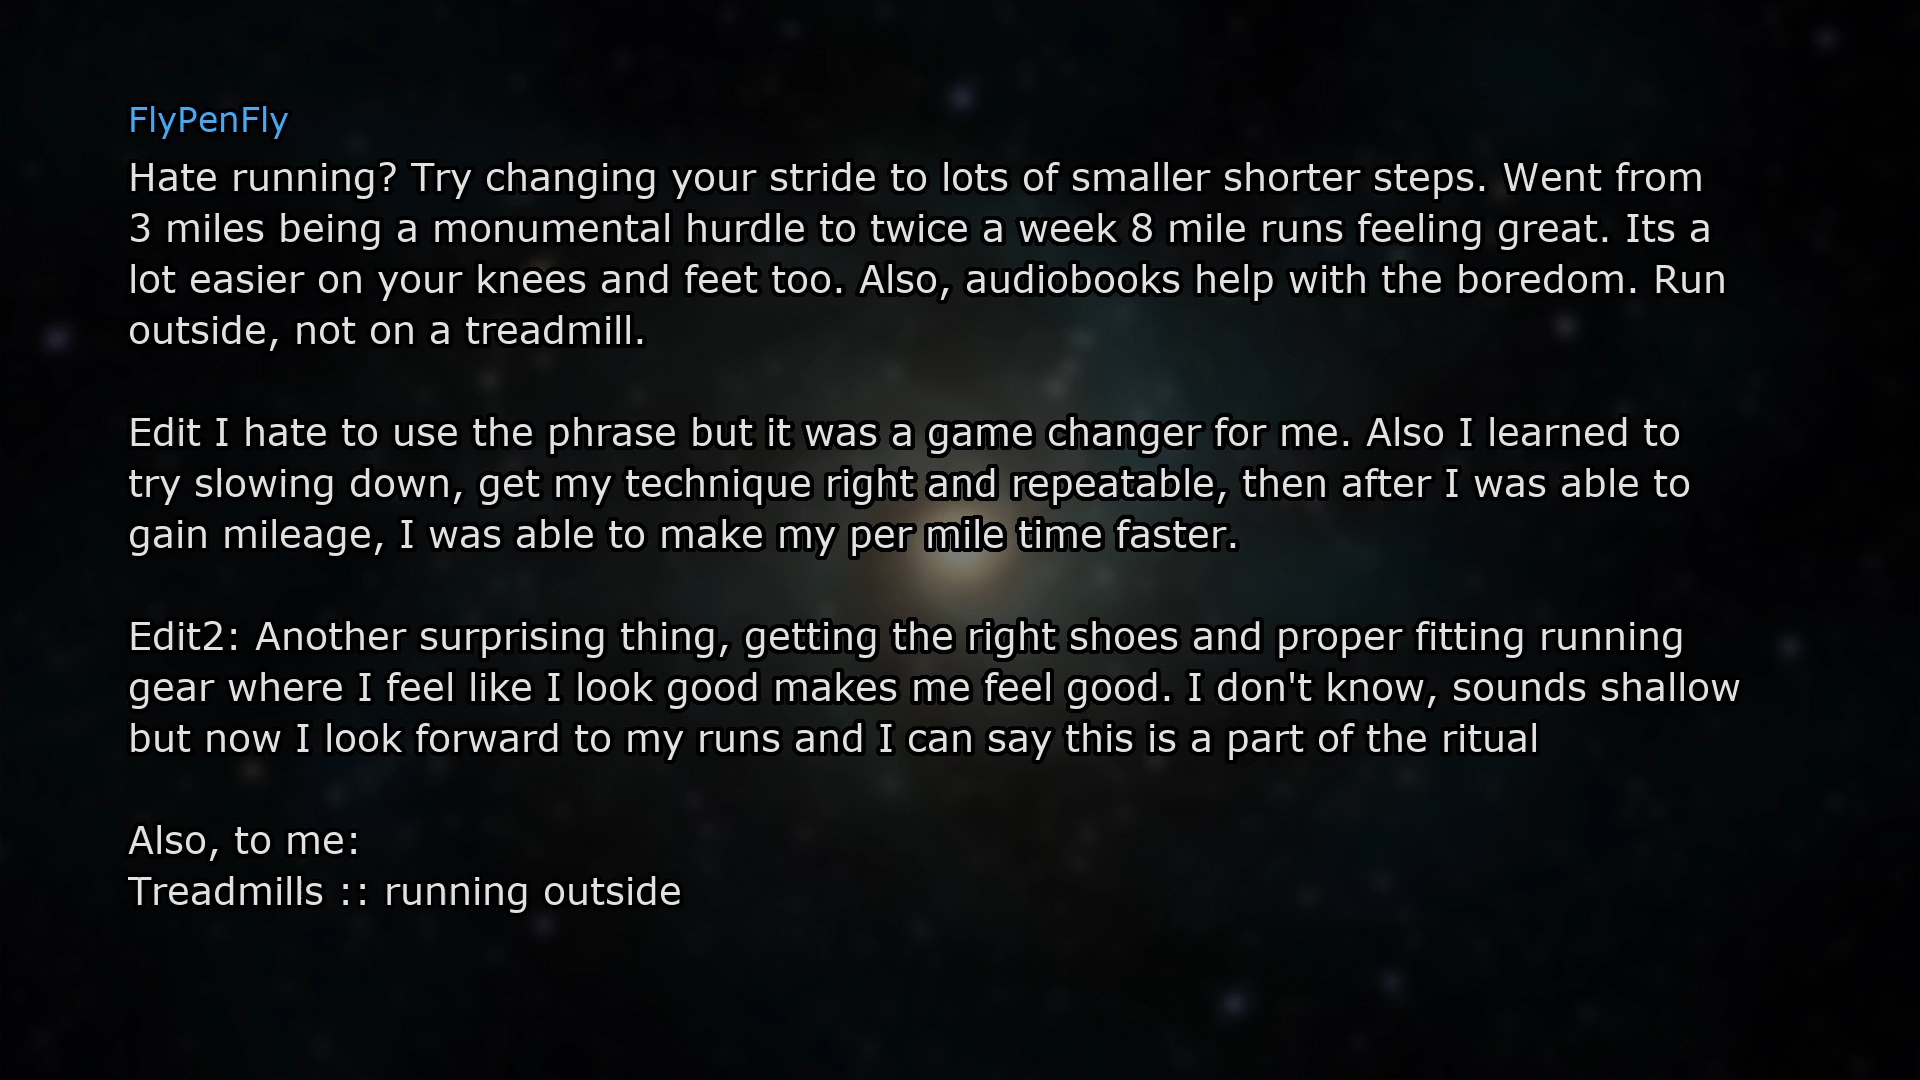 FlyPenFly
Hate running? Try changing your stride to lots of smaller shorter steps. Went from
3 miles being a monumental hurdle to twice a week 8 mile runs feeling great. Its a
lot easier on your knees and feet too. Also, audiobooks help with the boredom. Run
outside, not on a treadmill.
Edit I hate to use the phrase but it was a game changer for me. Also I learned to
try slowing down, get my technique right and repeatable, then after I was able to
gain mileage, I was able to make my per mile time faster.
Edit2: Another surprising thing, getting the right shoes and proper fitting running
gear where I feel like I look good makes me feel good. I don't know, sounds shallow
but now I look forward to my runs and I can say this is a part of the ritual
Also, to me:
Treadmills :: running outside